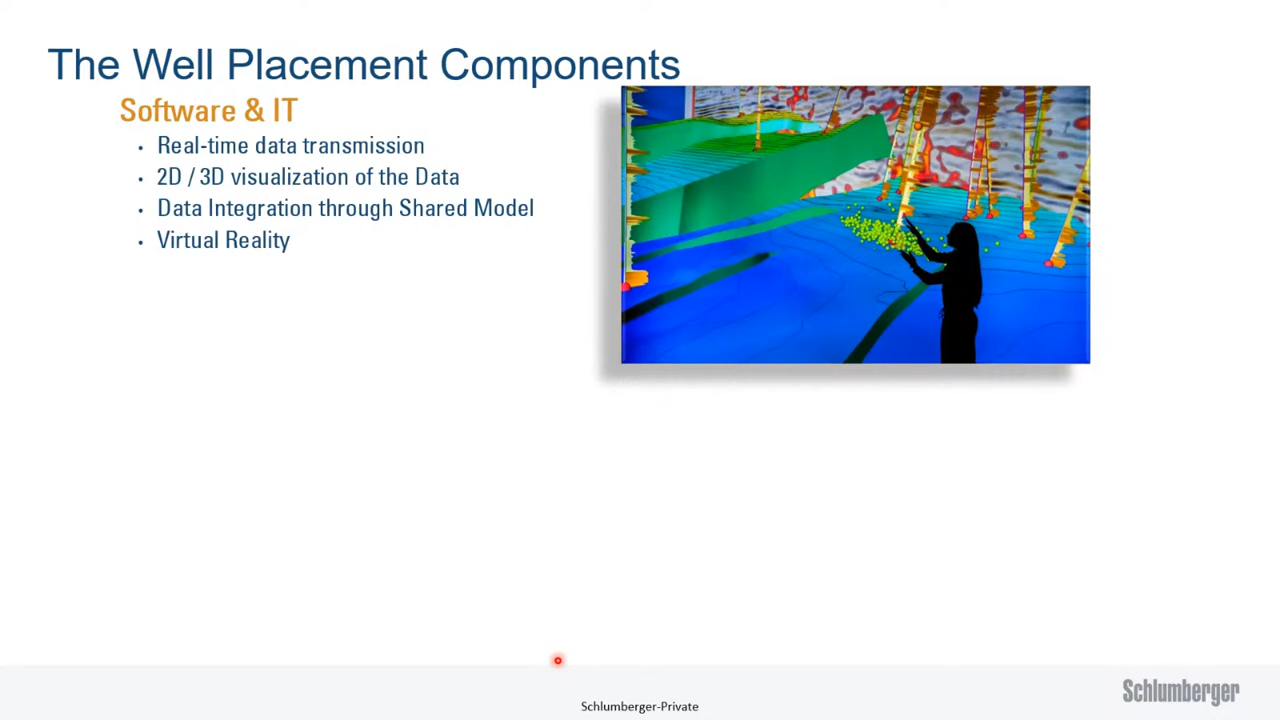 The Well Placement Components
Software & IT
• Real-time data transmission
• 2D / 3D visualization of the Data
• Data Integration through Shared Model
• Virtual Reality
Schlumberger
Schlumberger-Private